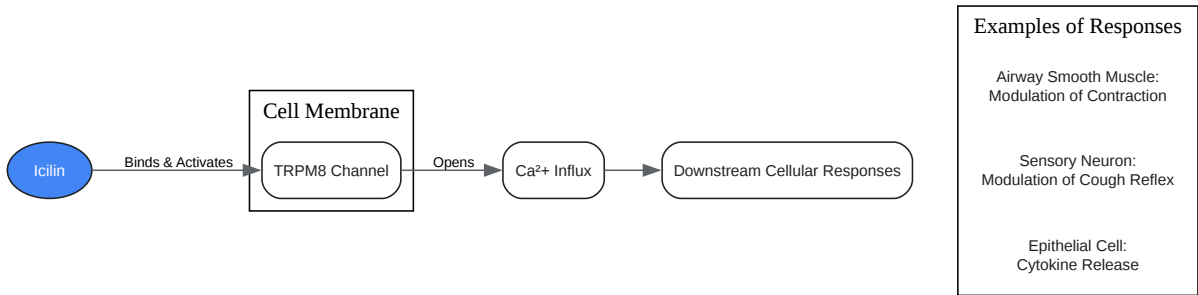 Icilin
Binds & Activates
Cell Membrane
TRPM8 Channel
Opens
Ca²+ Influx
Downstream Cellular Responses
Examples of Responses
Airway Smooth Muscle:
Modulation of Contraction
Sensory Neuron:
Modulation of Cough Reflex
Epithelial Cell:
Cytokine Release